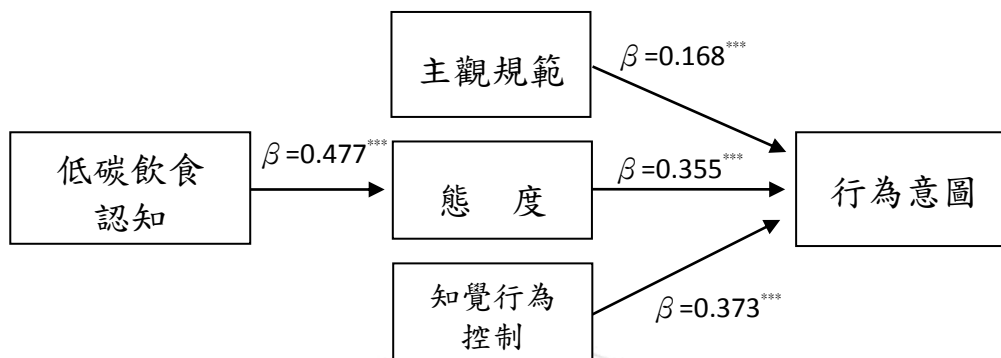 主觀規範
β=0.168***
低碳飲食
認知
β=0.477***
態 度
β=0.355***
行為意圖
知覺行為
控制
β=0.373***